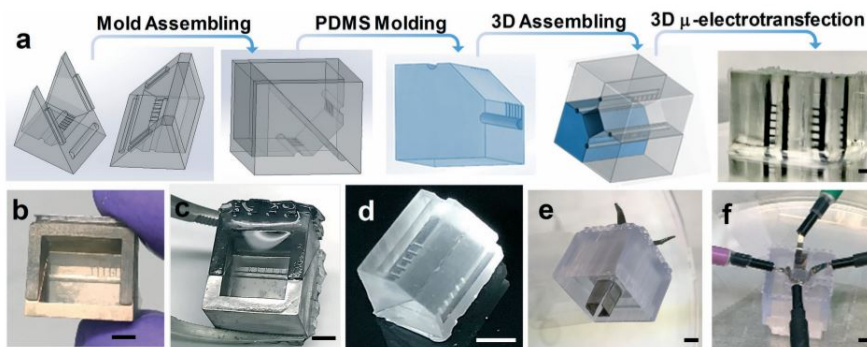 Mold Assembling
PDMS Molding
3D Assembling
3D μ-electrotransfection
a
b
c
d
e
f